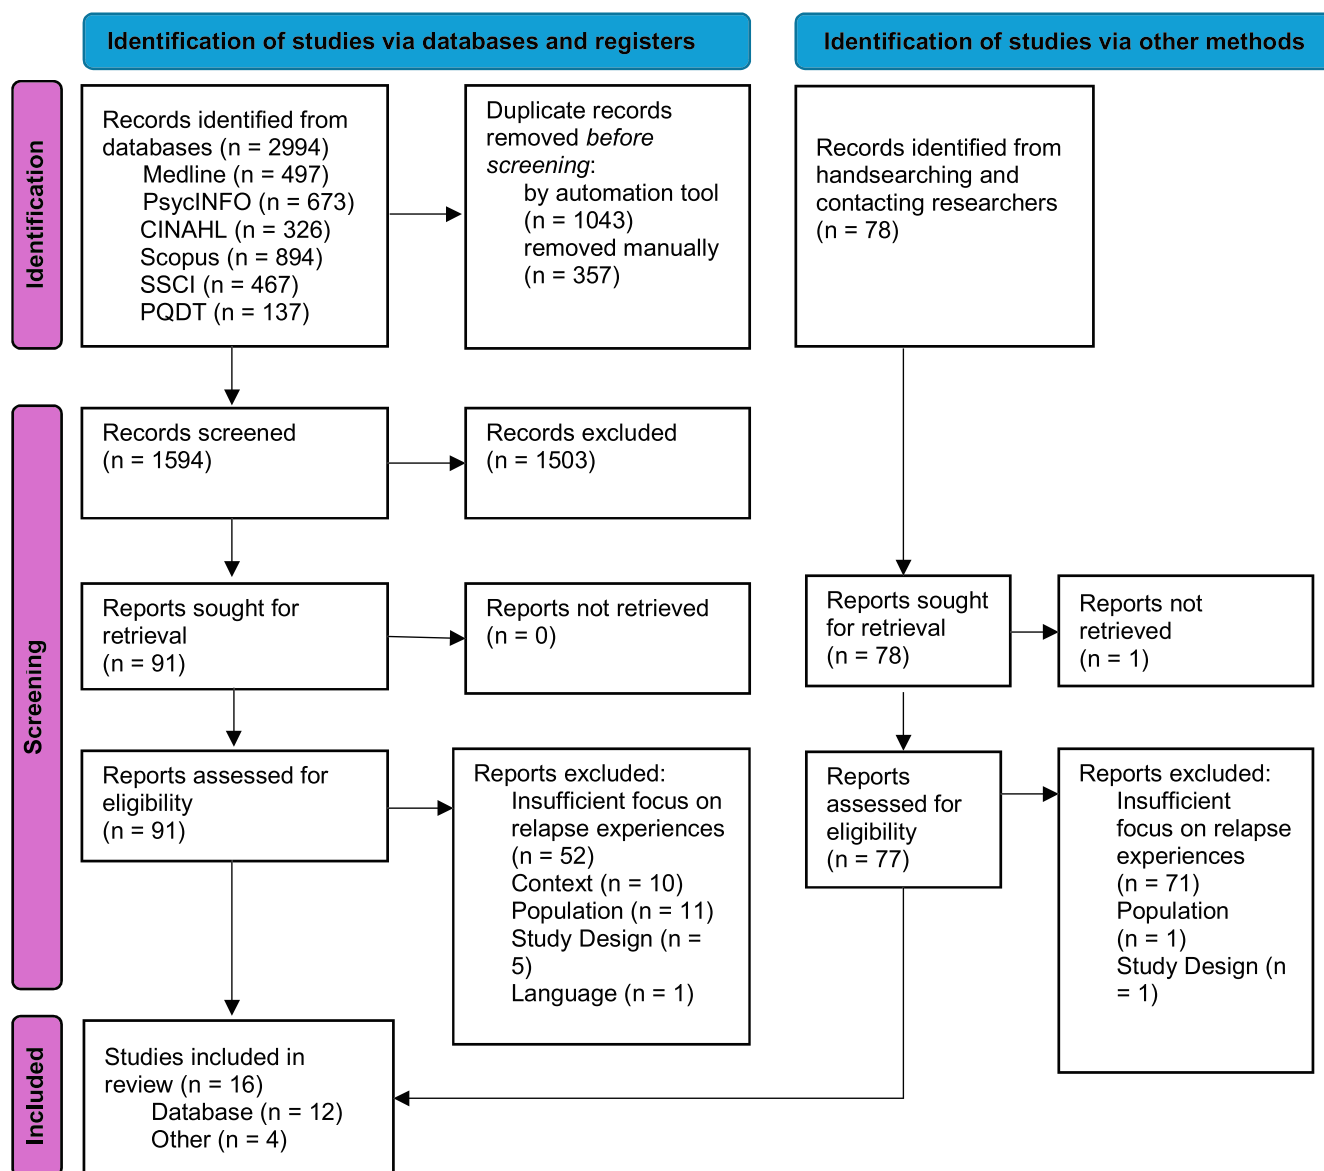 Identification of studies via databases and registers
Identification of studies via other methods
Identification
Records identified from
databases (n = 2994)
Medline (n = 497)
PsycINFO (n = 673)
CINAHL (n = 326)
Scopus (n = 894)
SSCI (n = 467)
PQDT (n = 137)
Duplicate records
removed before
screening:
by automation tool
(n = 1043)
removed manually
(n = 357)
Records identified from
handsearching and
contacting researchers
(n = 78)
Screening
Records screened
(n = 1594)
Records excluded
(n = 1503)
Reports sought for
retrieval
(n = 91)
Reports not retrieved
(n = 0)
Reports sought
for retrieval
(n = 78)
Reports not
retrieved
(n = 1)
Reports assessed for
eligibility
(n = 91)
Reports excluded:
Insufficient focus on
relapse experiences
(n = 52)
Context (n = 10)
Population (n = 11)
Study Design (n =
5)
Language (n = 1)
Reports
assessed for
eligibility
(n = 77)
Reports excluded:
Insufficient
focus on relapse
experiences
(n = 71)
Population
(n = 1)
Study Design (n
= 1)
Included
Studies included in
review (n = 16)
Database (n = 12)
Other (n = 4)